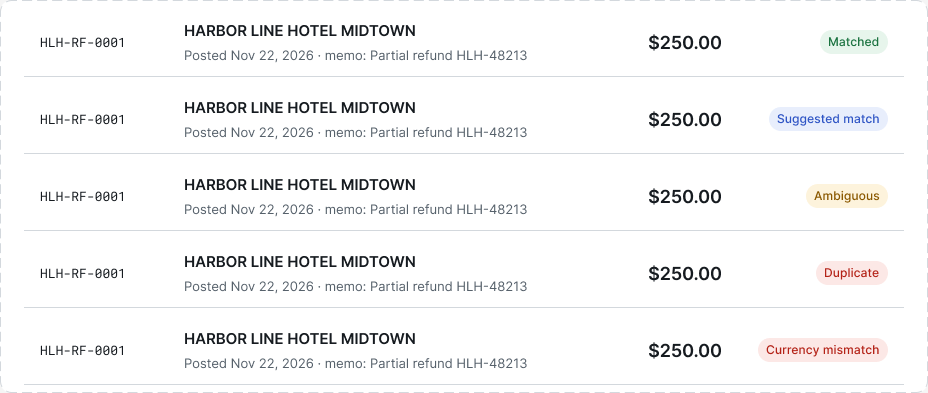 HLH-RF-0001
HARBOR LINE HOTEL MIDTOWN
Posted Nov 22, 2026 · memo: Partial refund HLH-48213
$250.00
Matched
HLH-RF-0001
HARBOR LINE HOTEL MIDTOWN
Posted Nov 22, 2026 · memo: Partial refund HLH-48213
$250.00
Suggested match
HLH-RF-0001
HARBOR LINE HOTEL MIDTOWN
Posted Nov 22, 2026 · memo: Partial refund HLH-48213
$250.00
Ambiguous
HLH-RF-0001
HARBOR LINE HOTEL MIDTOWN
Posted Nov 22, 2026 · memo: Partial refund HLH-48213
$250.00
Duplicate
HLH-RF-0001
HARBOR LINE HOTEL MIDTOWN
Posted Nov 22, 2026 · memo: Partial refund HLH-48213
$250.00
Currency mismatch